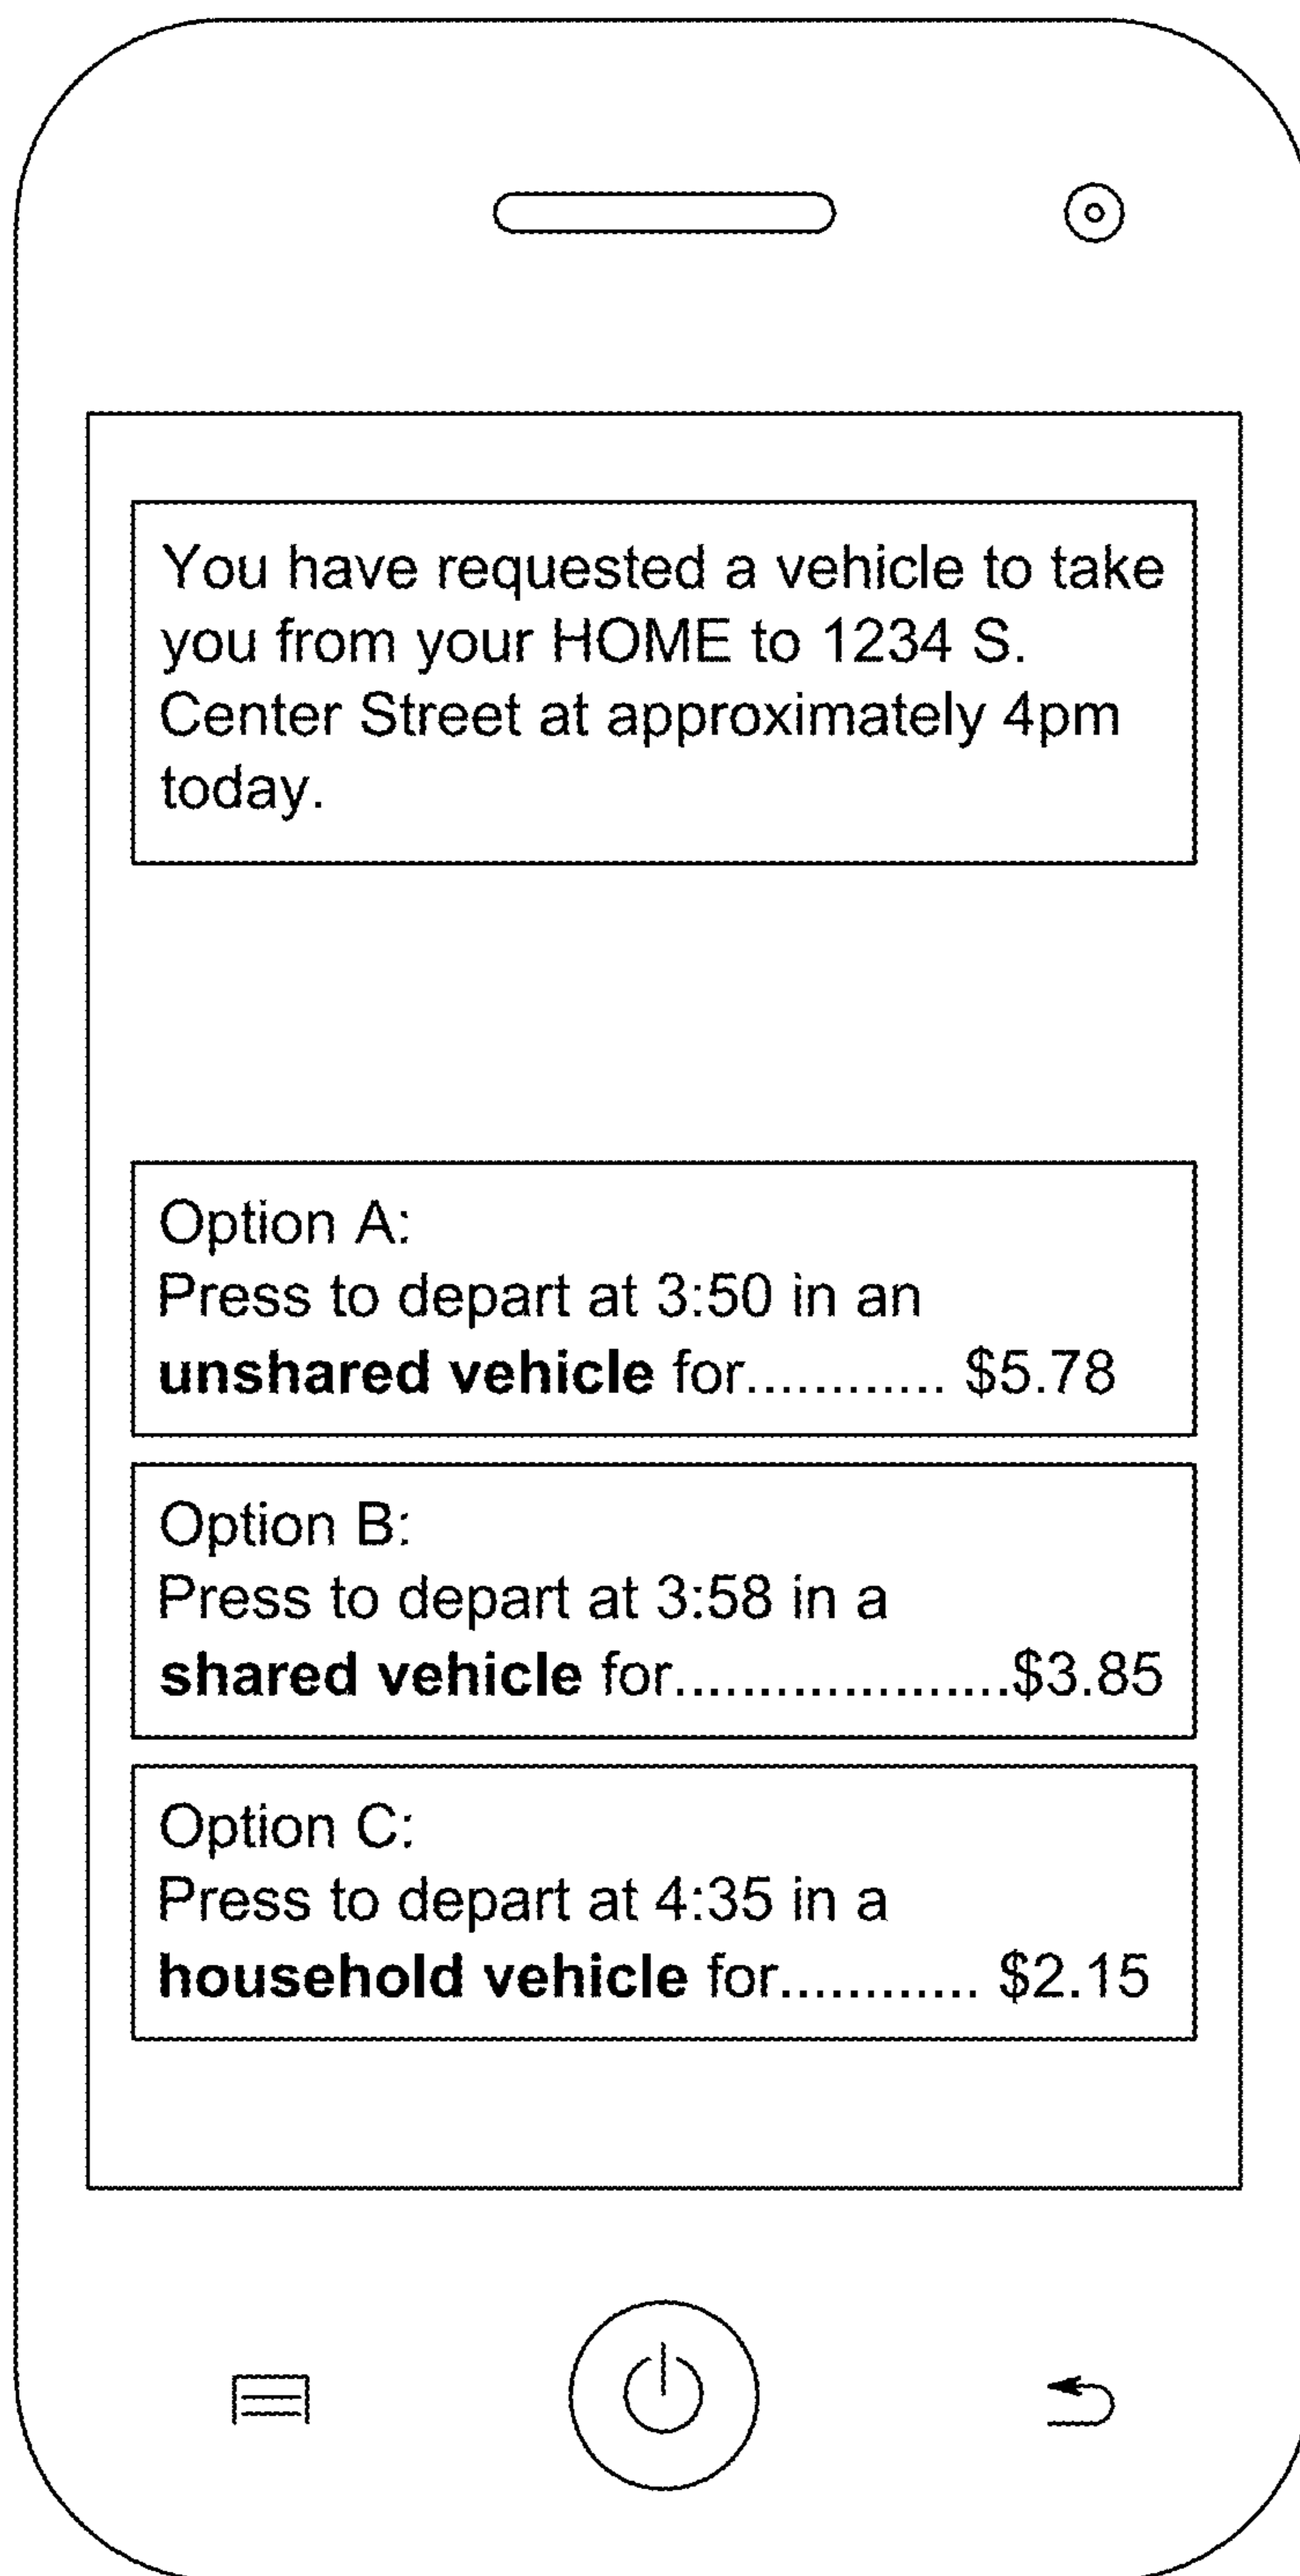 You have requested a vehicle to take
you from your HOME to 1234 S.
Center Street at approximately 4pm
today.
Option A:
Press to depart at 3:50 in an
unshared vehicle for............ $5.78
Option B:
Press to depart at 3:58 in a
shared vehicle for.....................$3.85
Option C:
Press to depart at 4:35 in a
household vehicle for............ $2.15